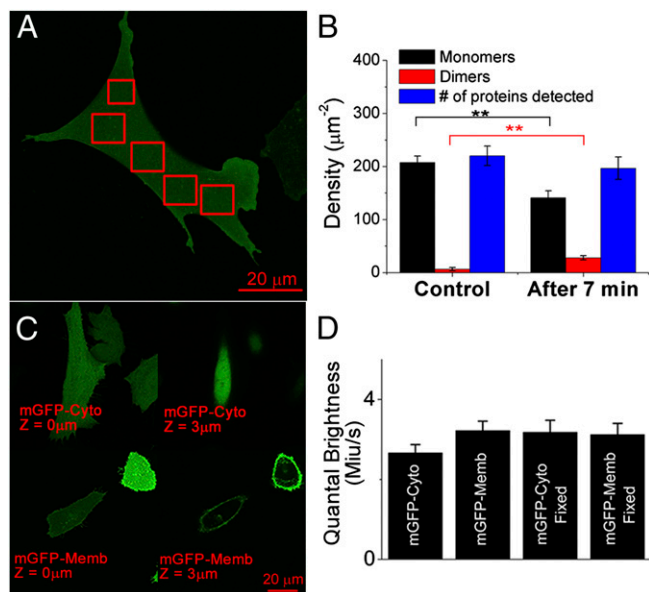 A
20 μm
B
Monomers
Dimers
# of proteins detected
**
**
Density (μm-2)
400
300
200
100
0
Control
After 7 min
C
mGFP-Cyto
Z = 0μm
mGFP-Cyto
Z = 3μm
mGFP-Memb
Z = 0μm
mGFP-Memb
Z = 3μm
20 μm
D
Quantal Brightness
(Miu/s)
4
0
mGFP-Cyto
mGFP-Memb
mGFP-Cyto
Fixed
mGFP-Memb
Fixed